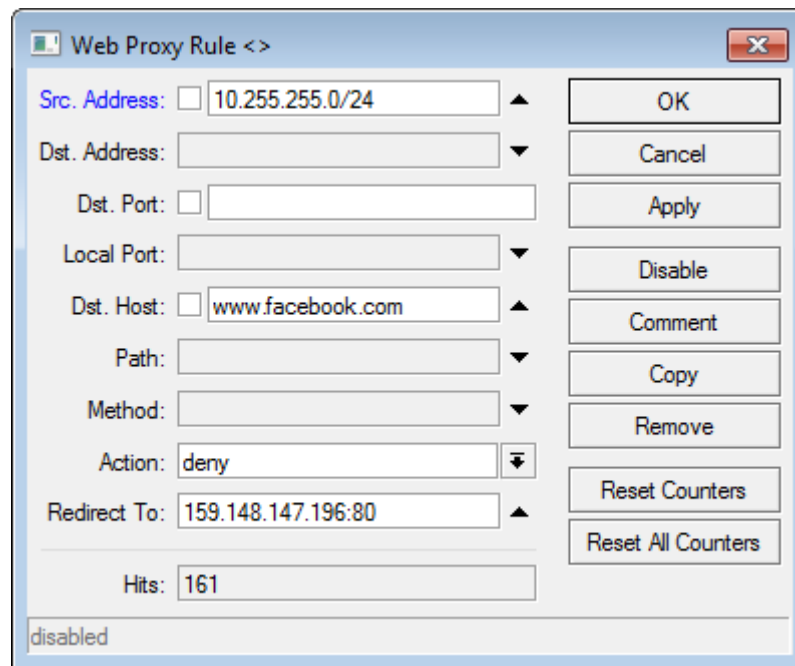 Web Proxy Rule <>
Src. Address: 10.255.255.0/24
Dst. Address:
Dst. Port:
Local Port:
Dst. Host: www.facebook.com
Path:
Method:
Action: deny
Redirect To: 159.148.147.196:80
Hits: 161
OK
Cancel
Apply
Disable
Comment
Copy
Remove
Reset Counters
Reset All Counters
disabled